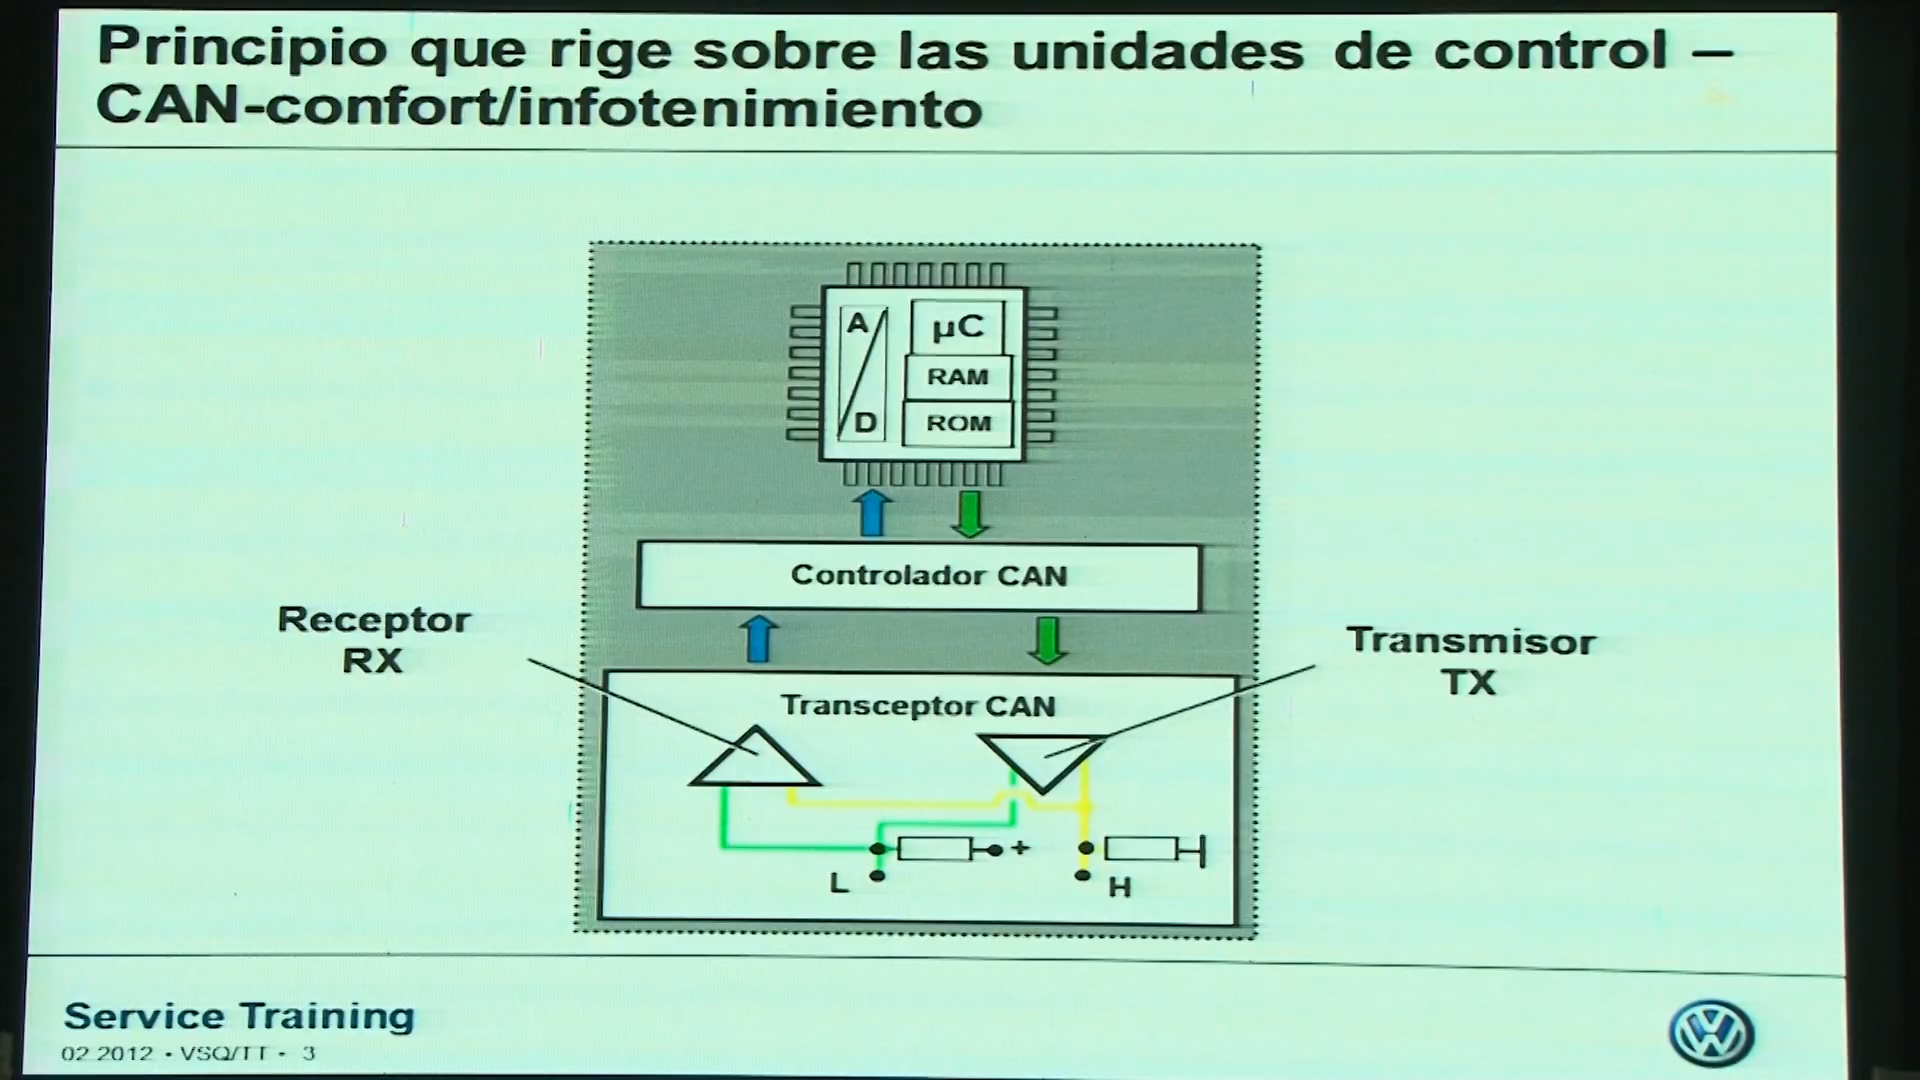 Principio que rige sobre las unidades de control –
CAN-confort/infotenimiento
A
D
µC
RAM
ROM
Controlador CAN
Receptor
RX
Transmisor
TX
Transceptor CAN
+
L
H
Service Training
02.2012 • VSQ/TT • 3
VW